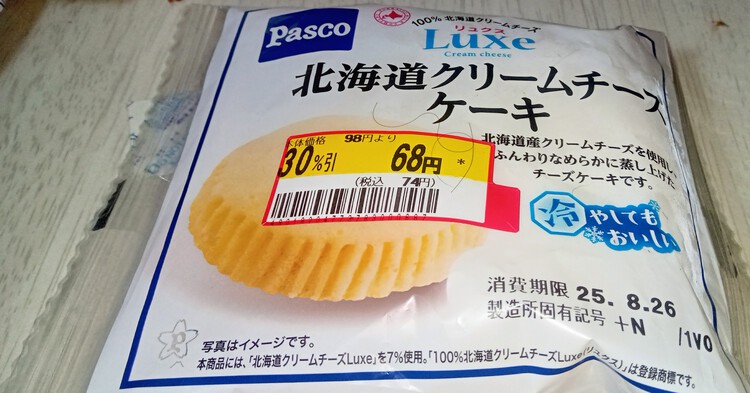 Pasco
100% 北海道クリームチーズ
リュクス
Luxe
Cream cheese
北海道クリームチーズ
ケーキ
本体価格 98円より
30%引 68円 *
(税込 74円)
北海道産クリームチーズを使用し
ふんわりなめらかに蒸し上げた
チーズケーキです。
冷やしても
おいしい
消費期限 25. 8.26
製造所固有記号 +N /1V0
写真はイメージです。
本商品には、「北海道クリームチーズLuxe」を7%使用。「100%北海道クリームチーズLuxe(リュクス)」は登録商標です。